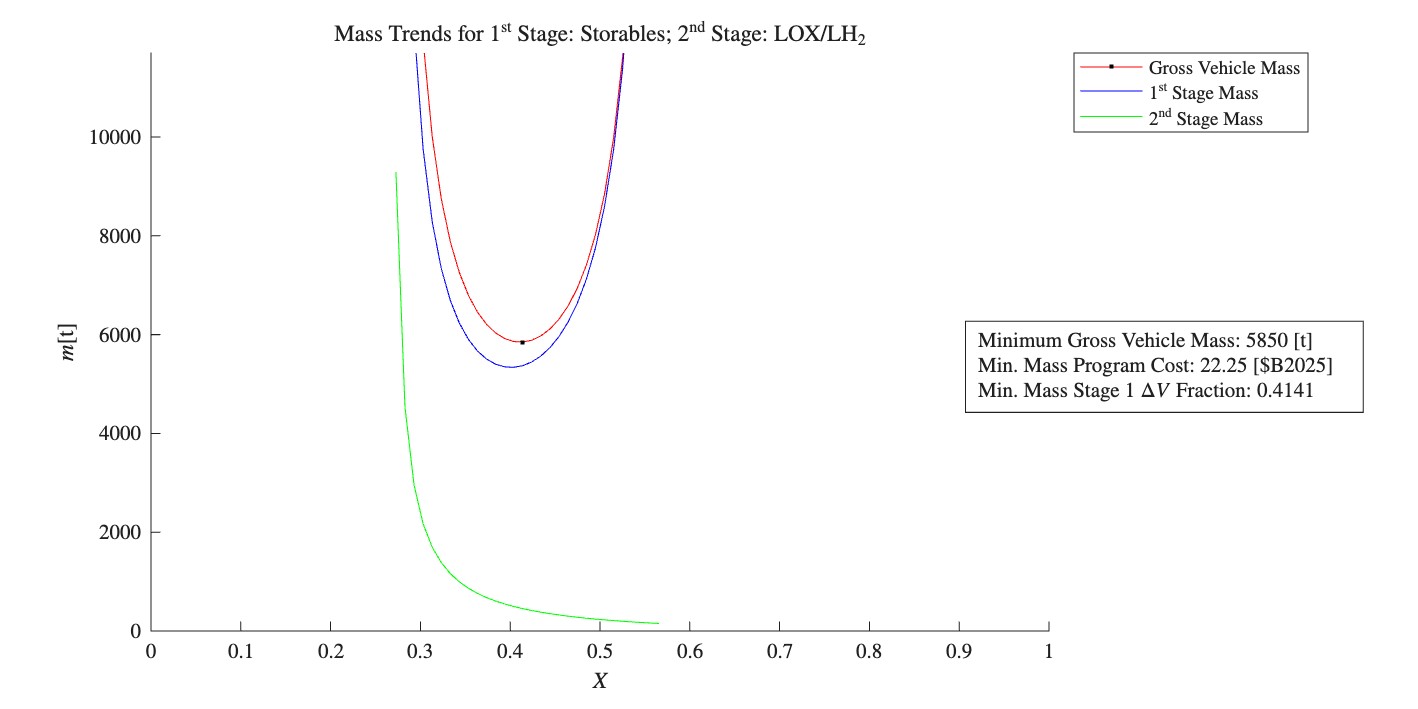 Mass Trends for 1st Stage: Storables; 2nd Stage: LOX/LH2
Gross Vehicle Mass
1st Stage Mass
2nd Stage Mass
10000
8000
6000
4000
2000
0
m[t]
Minimum Gross Vehicle Mass: 5850 [t]
Min. Mass Program Cost: 22.25 [$B2025]
Min. Mass Stage 1 ΔV Fraction: 0.4141
0 0.1 0.2 0.3 0.4 0.5 0.6 0.7 0.8 0.9 1
X